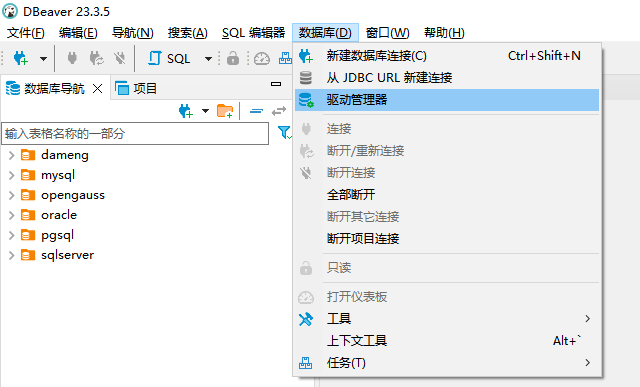 DBeaver 23.3.5
文件(F) 编辑(E) 导航(N) 搜索(A) SQL 编辑器 数据库(D) 窗口(W) 帮助(H)
SQL
数据库导航 项目
输入表格名称的一部分
dameng
mysql
opengauss
oracle
pgsql
sqlserver
新建数据库连接(C) Ctrl+Shift+N
从 JDBC URL 新建连接
驱动管理器
连接
断开/重新连接
断开连接
全部断开
断开其它连接
断开项目连接
只读
打开仪表板
工具
上下文工具 Alt+`
任务(T)